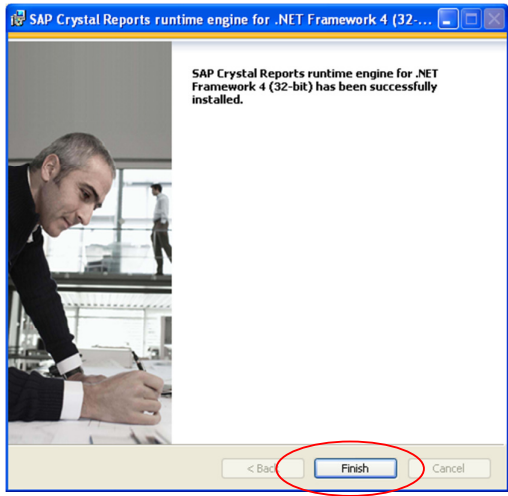 SAP Crystal Reports runtime engine for .NET Framework 4 (32-...
SAP Crystal Reports runtime engine for .NET
Framework 4 (32-bit) has been successfully
installed.
< Back
Finish
Cancel